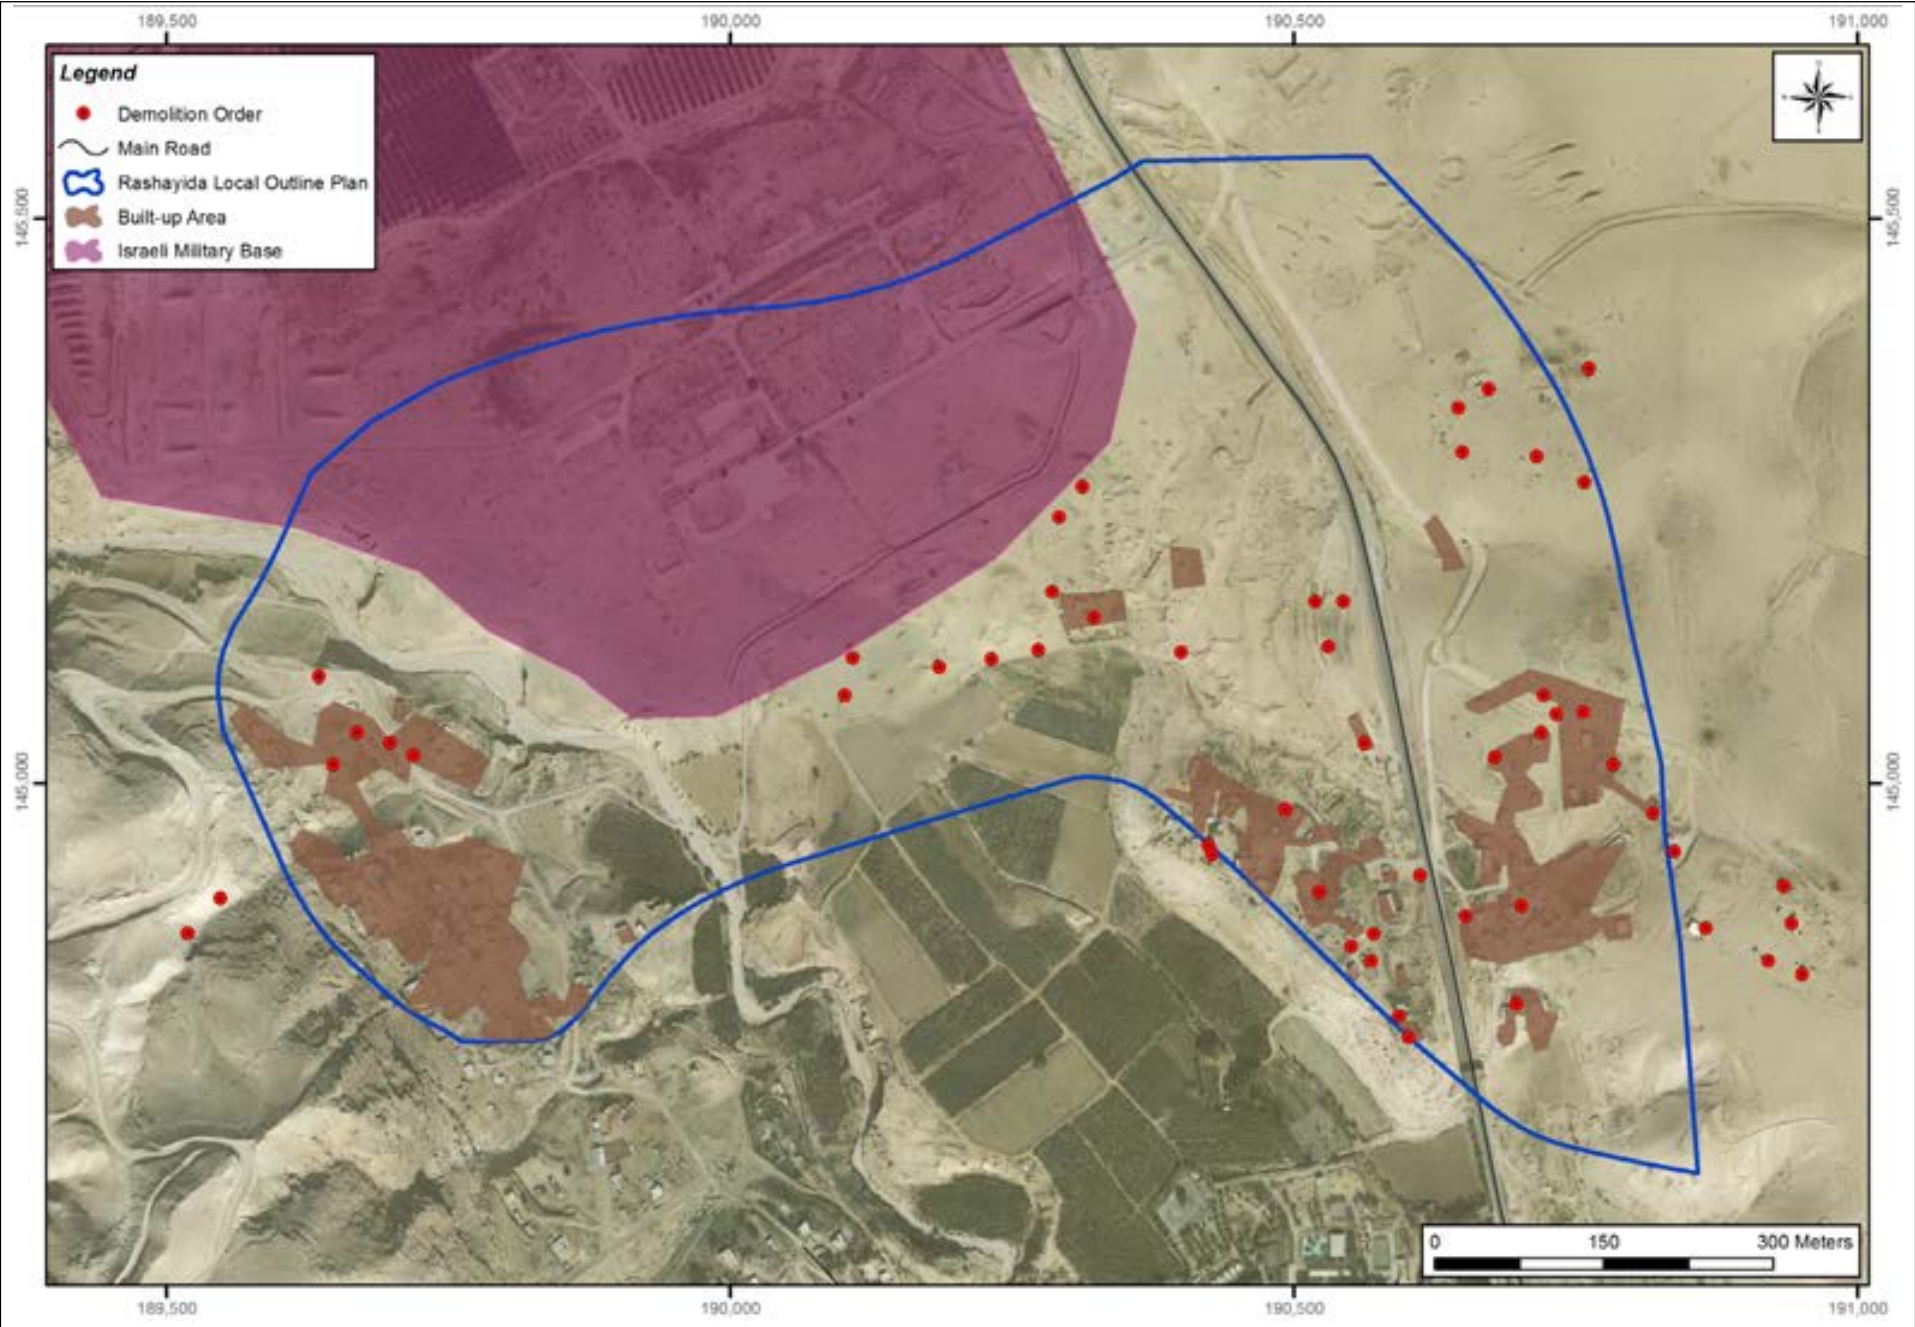 189,500 190,000 190,500 191,000
Legend
Demolition Order
Main Road
Rashayida Local Outline Plan
Built-up Area
Israeli Military Base
145,500 145,500
145,000 145,000
0 150 300 Meters
189,500 190,000 190,500 191,000